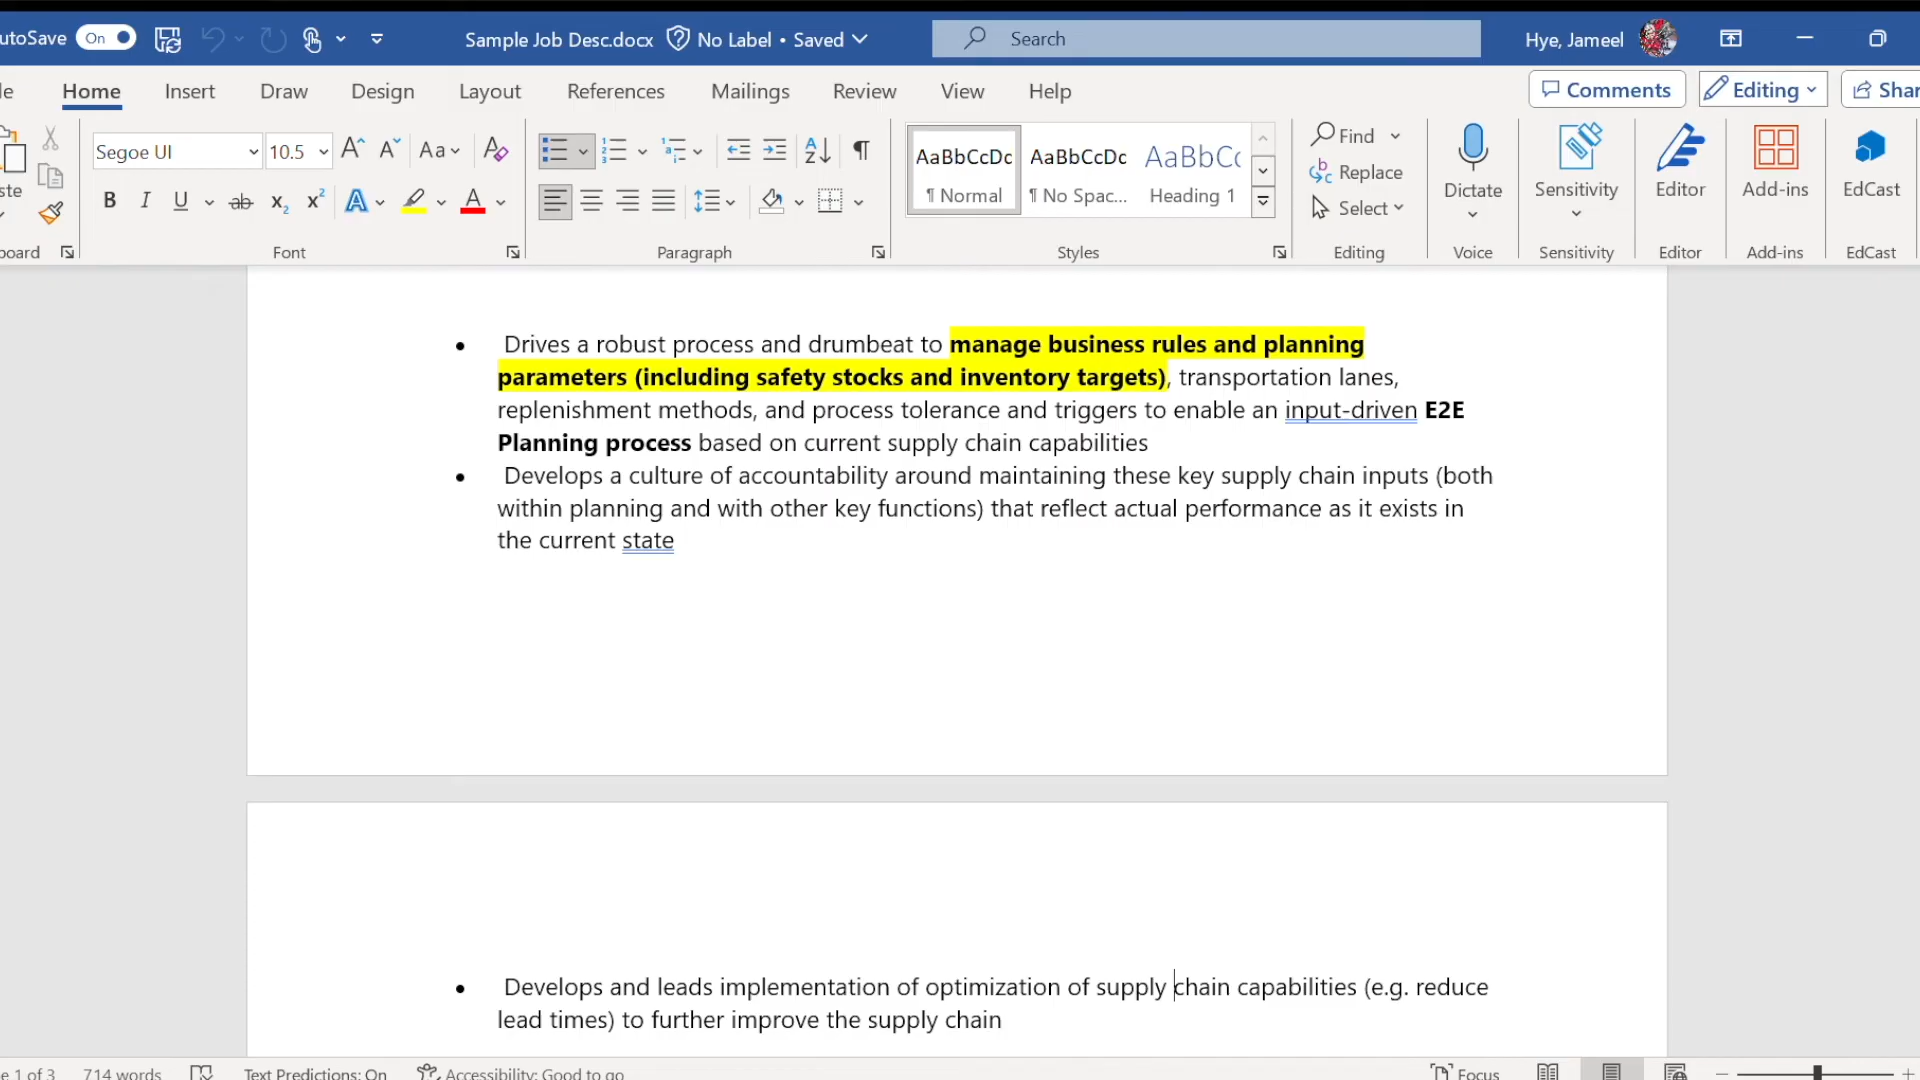 utoSave On Sample Job Desc.docx No Label • Saved Search Hye, Jameel
le Home Insert Draw Design Layout References Mailings Review View Help Comments Editing Shar
ste Segoe UI 10.5 Aa
B I U ab x2 x2 A A
AaBbCcDc AaBbCcDc AaBbCc
¶ Normal ¶ No Spac... Heading 1
Find
Replace
Select
Dictate Sensitivity Editor Add-ins EdCast
board Font Paragraph Styles Editing Voice Sensitivity Editor Add-ins EdCast
• Drives a robust process and drumbeat to manage business rules and planning
parameters (including safety stocks and inventory targets), transportation lanes,
replenishment methods, and process tolerance and triggers to enable an input-driven E2E
Planning process based on current supply chain capabilities
• Develops a culture of accountability around maintaining these key supply chain inputs (both
within planning and with other key functions) that reflect actual performance as it exists in
the current state
• Develops and leads implementation of optimization of supply chain capabilities (e.g. reduce
lead times) to further improve the supply chain
e 1 of 3 714 words Text Predictions: On Accessibility: Good to go Focus